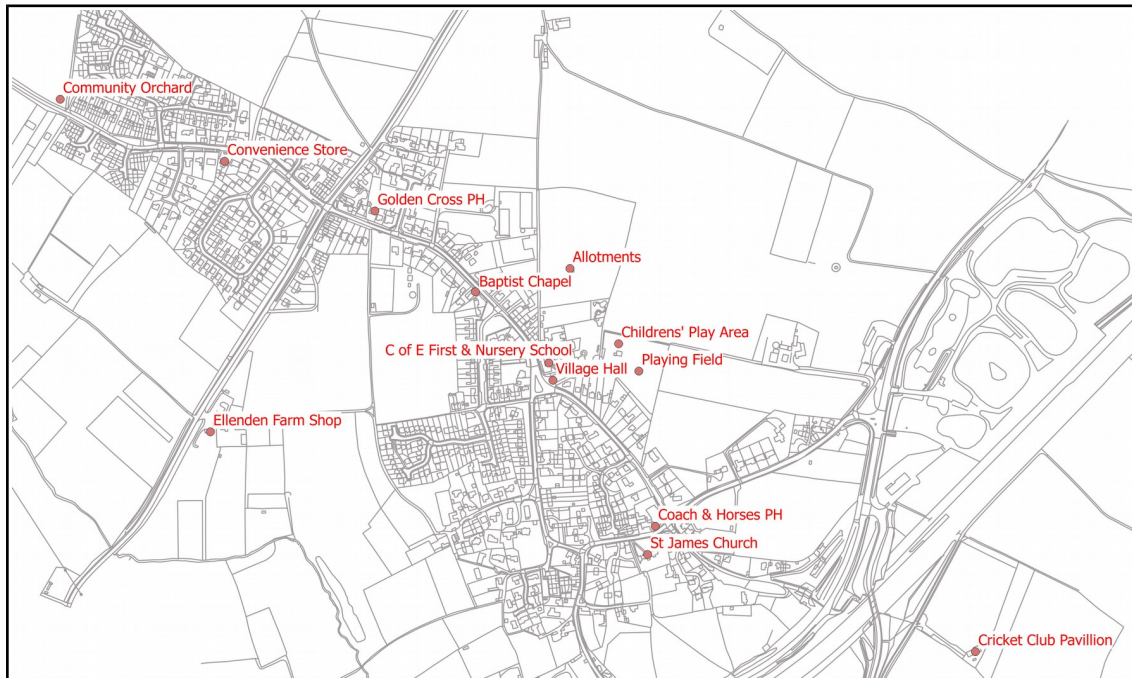 Community Orchard
Convenience Store
Golden Cross PH
Allotments
Baptist Chapel
Childrens' Play Area
C of E First & Nursery School
Village Hall
Playing Field
Ellenden Farm Shop
Coach & Horses PH
St James Church
Cricket Club Pavillion